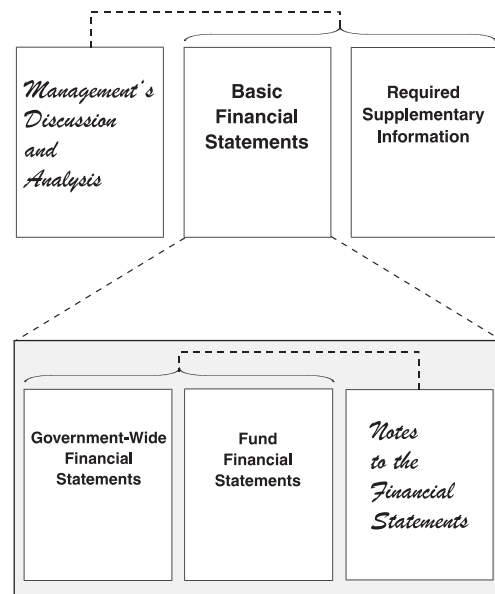 Management's
Discussion
and
Analysis
Basic
Financial
Statements
Required
Supplementary
Information
Government-Wide
Financial
Statements
Fund
Financial
Statements
Notes
to the
Financial
Statements